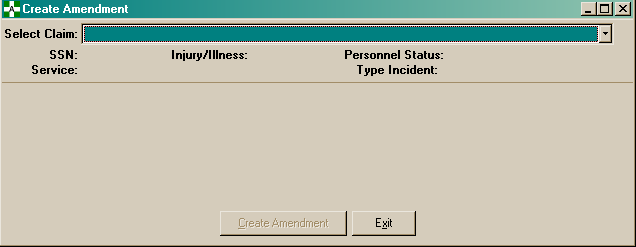 Create Amendment
Select Claim:
SSN: Injury/Illness: Personnel Status:
Service: Type Incident:
Create Amendment Exit